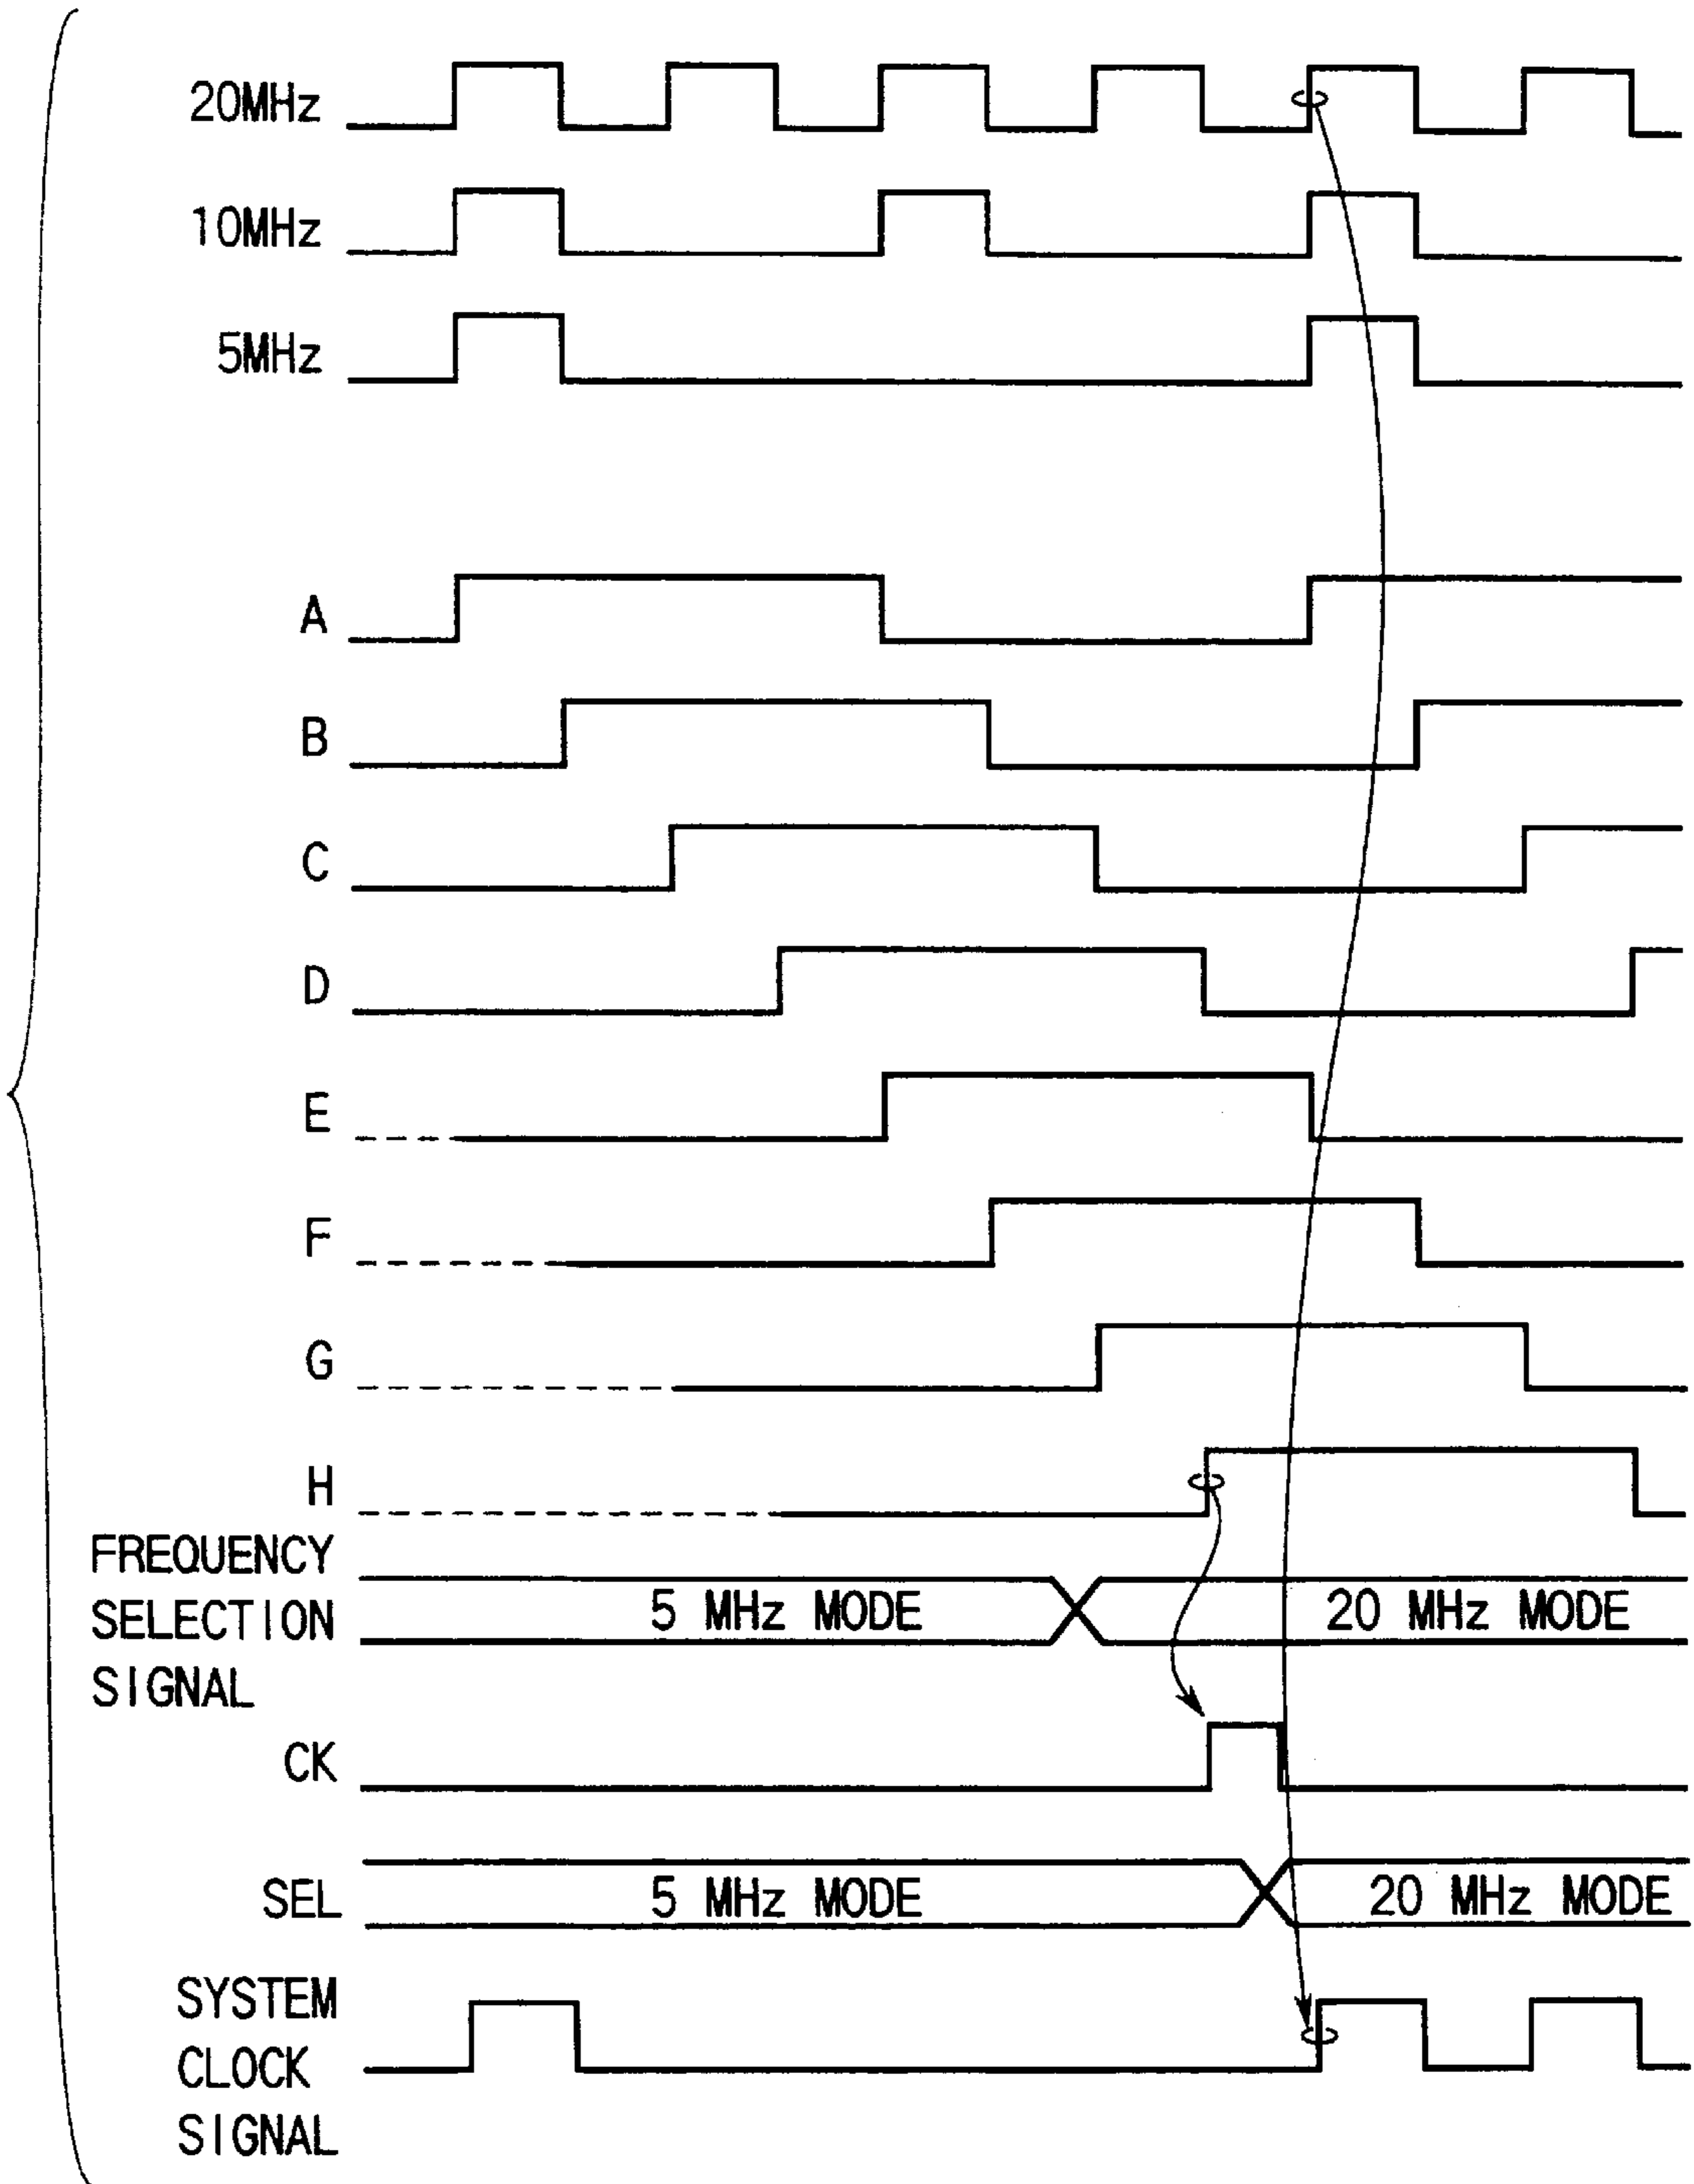 20MHz
10MHz
5MHz
A
B
C
D
E
F
G
H
FREQUENCY
SELECTION
SIGNAL
5 MHz MODE
20 MHz MODE
CK
SEL
5 MHz MODE
20 MHz MODE
SYSTEM
CLOCK
SIGNAL